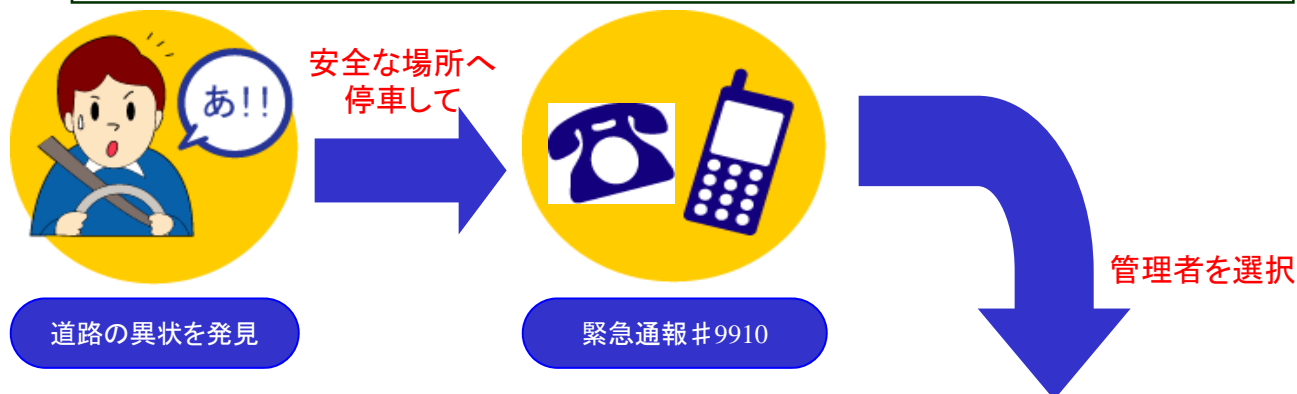 あ!!
安全な場所へ
停車して
管理者を選択
道路の異状を発見
緊急通報♯9910